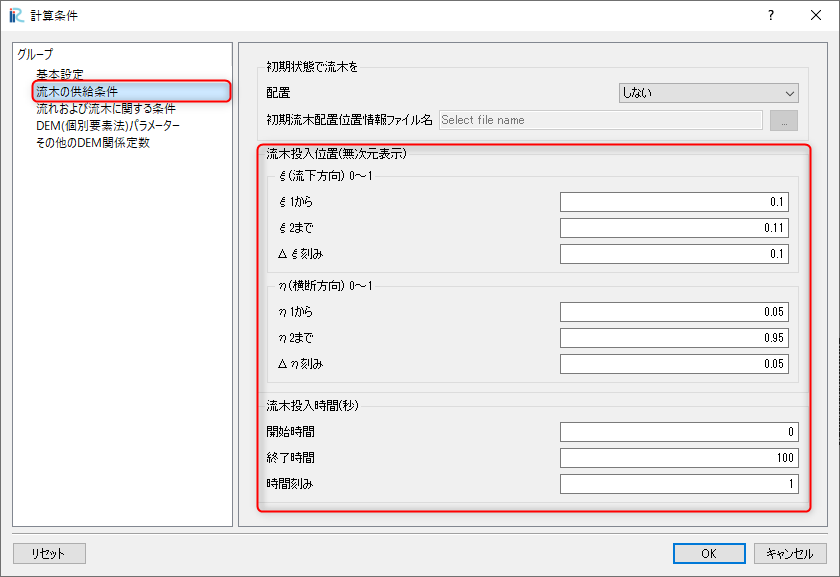 計算条件
グループ
基本設定
流木の供給条件
流れおよび流木に関する条件
DEM(個別要素法)パラメーター
その他のDEM関係定数
初期状態で流木を
配置
しない
初期流木配置位置情報ファイル名
Select file name
...
流木投入位置(無次元表示)
ξ(流下方向) 0～1
ξ1から
0.1
ξ2まで
0.11
Δξ刻み
0.1
η(横断方向) 0～1
η1から
0.05
η2まで
0.95
Δη刻み
0.05
流木投入時間(秒)
開始時間
0
終了時間
100
時間刻み
1
リセット
OK
キャンセル